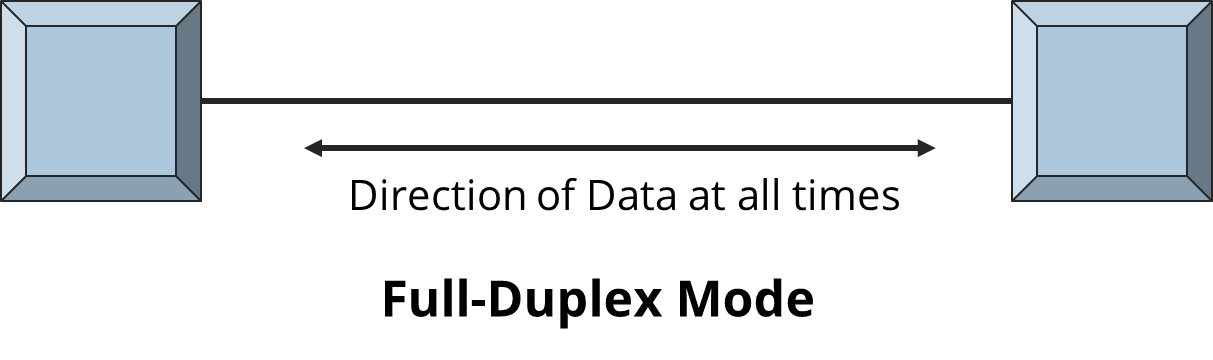 Direction of Data at all times
Full-Duplex Mode